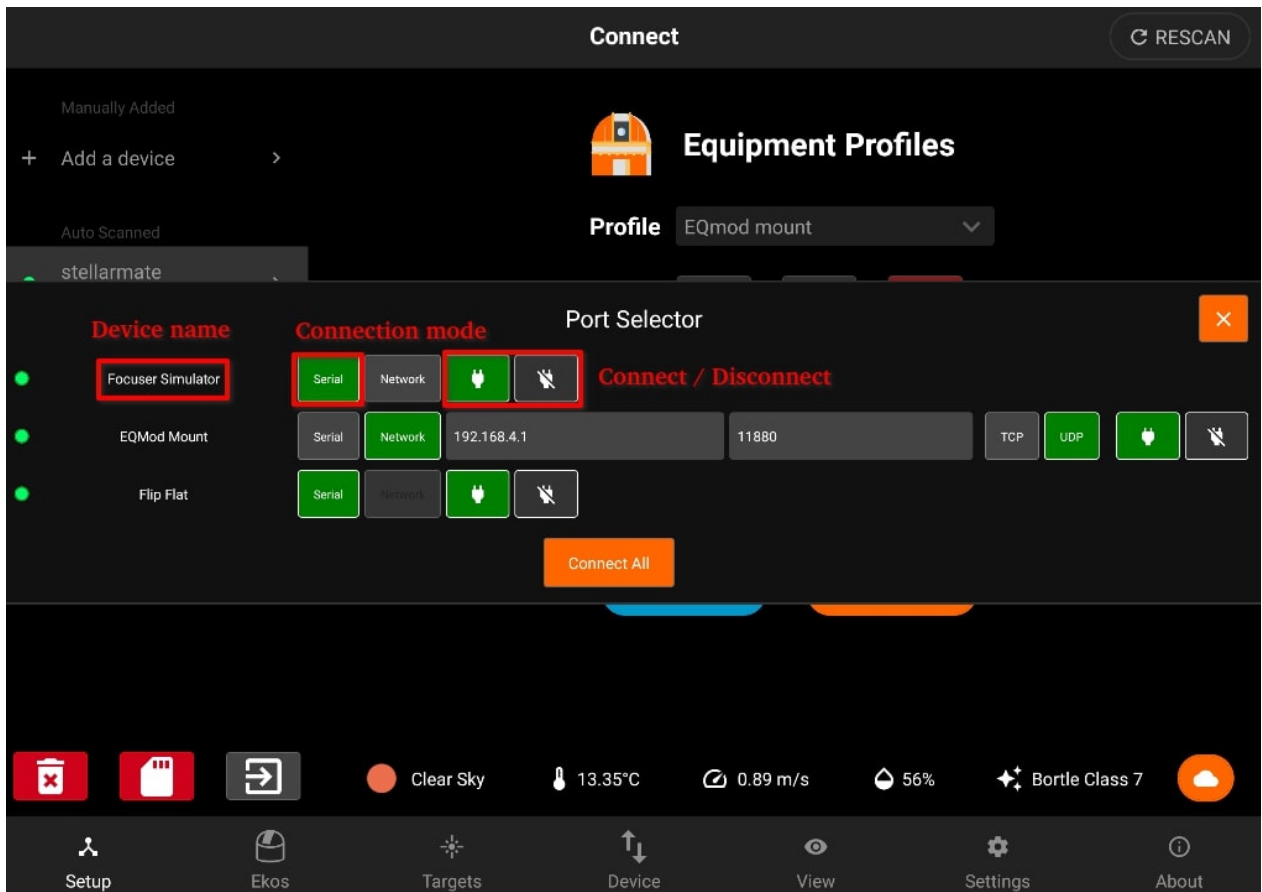 Connect
RESCAN
Manually Added
Add a device
Equipment Profiles
Auto Scanned
Profile EQmod mount
stellarmate
Port Selector
Device name
Connection mode
Focuser Simulator Serial Network Connect / Disconnect
EQMod Mount Serial Network 192.168.4.1 11880 TCP UDP
Flip Flat Serial Network
Connect All
Clear Sky 13.35°C 0.89 m/s 56% Bortle Class 7
Setup Ekos Targets Device View Settings About